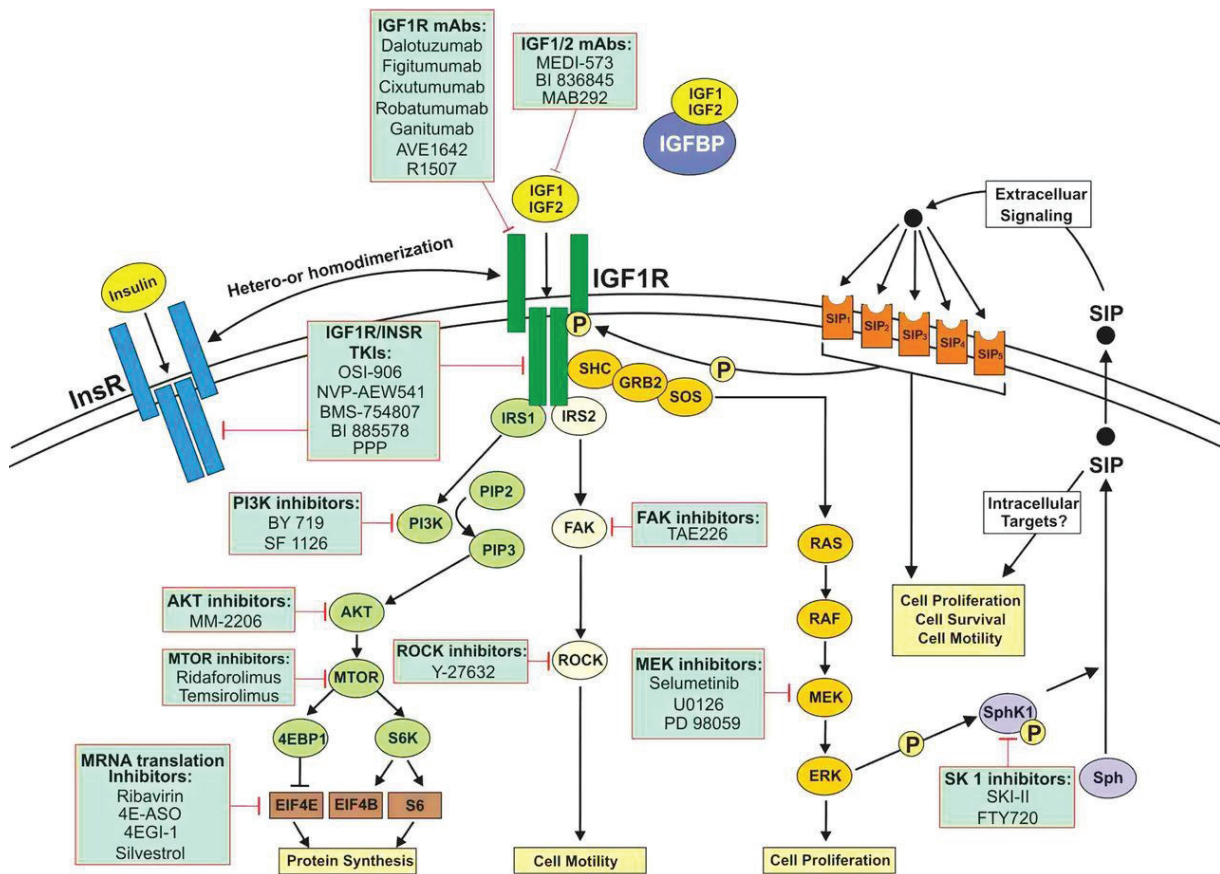 IGF1R mAbs:
Dalotuzumab
Figitumumab
Cixutumumab
Robatumumab
Ganitumab
AVE1642
R1507
IGF1/2 mAbs:
MEDI-573
BI 836845
MAB292
IGF1
IGF2
IGFBP
IGF1
IGF2
Extracelluar
Signaling
Hetero-or homodimerization
IGF1R
Insulin
InsR
IGF1R/INSR
TKIs:
OSI-906
NVP-AEW541
BMS-754807
BI 885578
PPP
P
SHC
GRB2
SOS
P
SIP1
SIP2
SIP3
SIP4
SIP5
SIP
SIP
IRS1
IRS2
PI3K inhibitors:
BY 719
SF 1126
PI3K
PIP2
PIP3
FAK
FAK inhibitors:
TAE226
RAS
Intracellular
Targets?
AKT inhibitors:
MM-2206
AKT
RAF
Cell Proliferation
Cell Survival
Cell Motility
MTOR inhibitors:
Ridaforolimus
Temsirolimus
MTOR
ROCK inhibitors:
Y-27632
ROCK
MEK inhibitors:
Selumetinib
U0126
PD 98059
MEK
SphK1
P
P
4EBP1
S6K
MRNA translation
Inhibitors:
Ribavirin
4E-ASO
4EGI-1
Silvestrol
EIF4E
EIF4B
S6
ERK
SK 1 inhibitors:
SKI-II
FTY720
Sph
Protein Synthesis
Cell Motility
Cell Proliferation